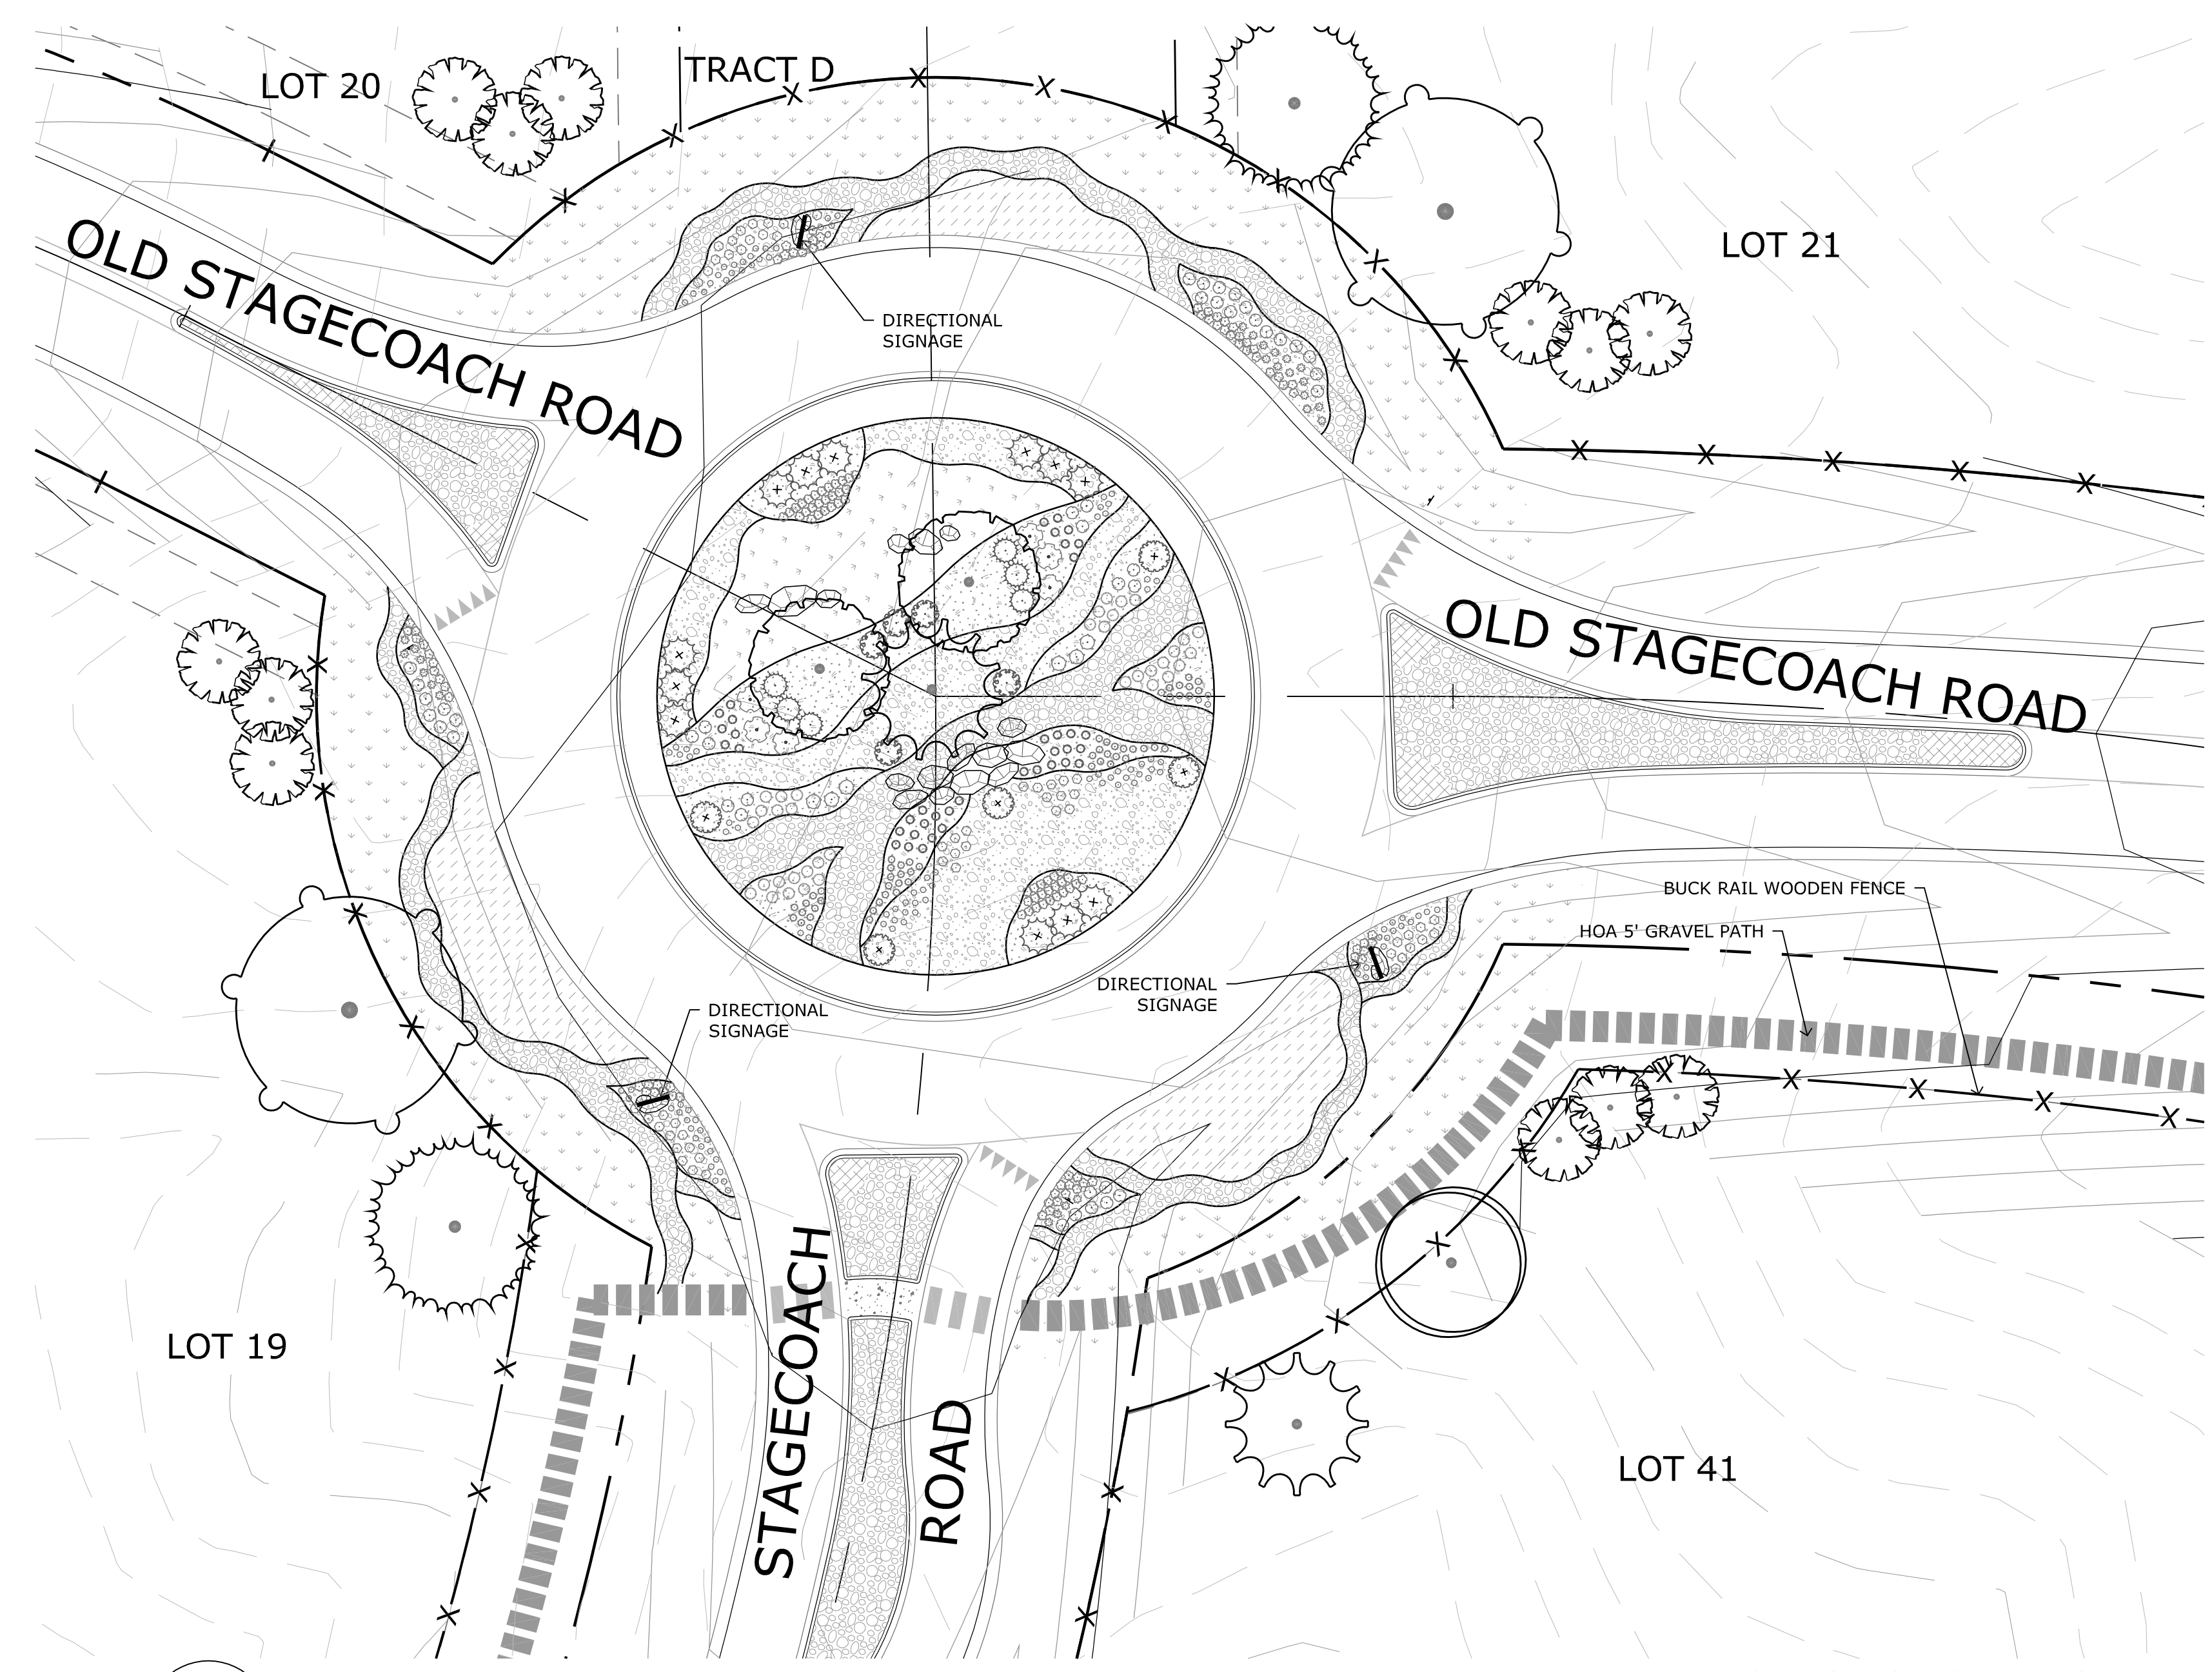 TRACT D
LOT 20
LOT 21
OLD STAGECOACH ROAD
DIRECTIONAL
SIGNAGE
OLD STAGECOACH ROAD
BUCK RAIL WOODEN FENCE
HOA 5' GRAVEL PATH
DIRECTIONAL
SIGNAGE
DIRECTIONAL
SIGNAGE
LOT 19
STAGECOACH
ROAD
LOT 41